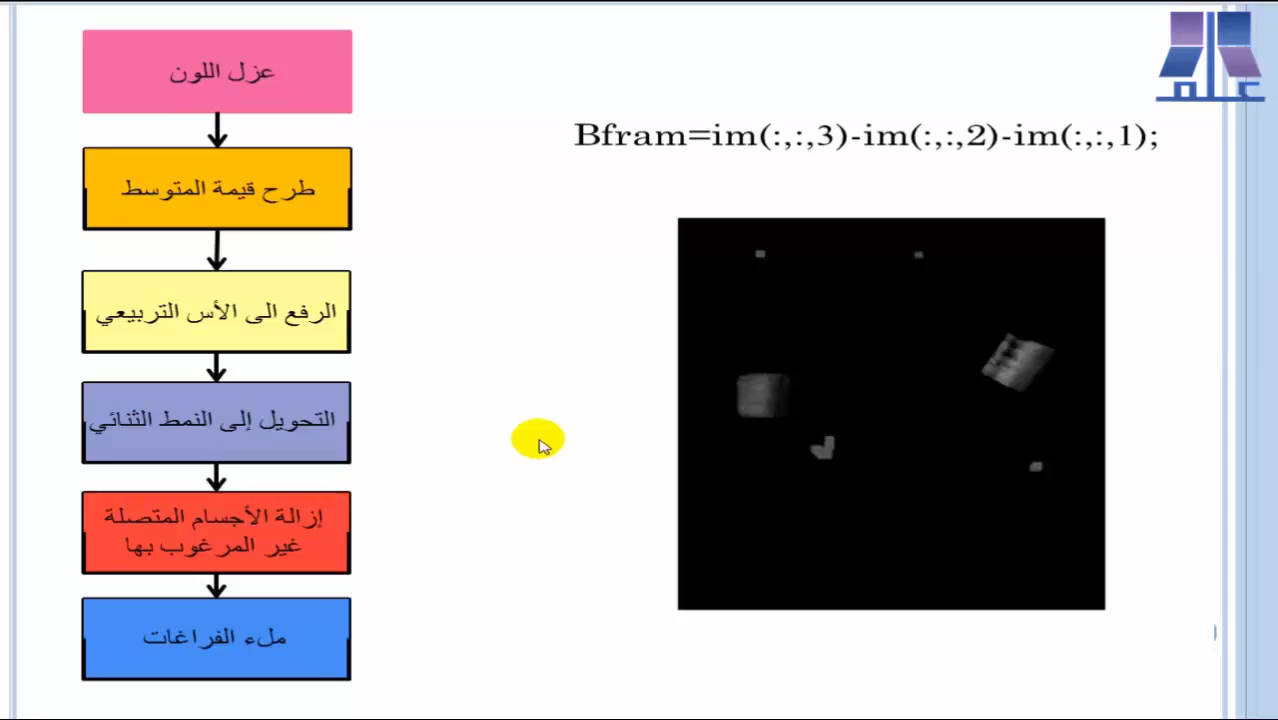 عزل اللون
طرح قيمة المتوسط
الرفع الى الأس التربيعي
التحويل إلى النمط الثنائي
إزالة الأجسام المتصلة
غير المرغوب بها
ملء الفراغات
علم
Bfram=im(:,:,3)-im(:,:,2)-im(:,:,1);